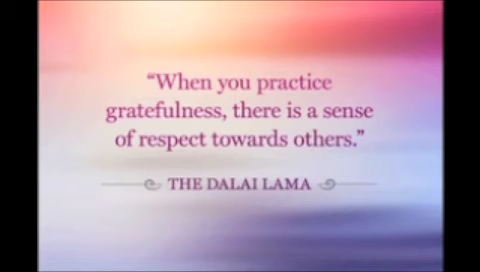 “When you practice
gratefulness, there is a sense
of respect towards others.”
THE DALAI LAMA